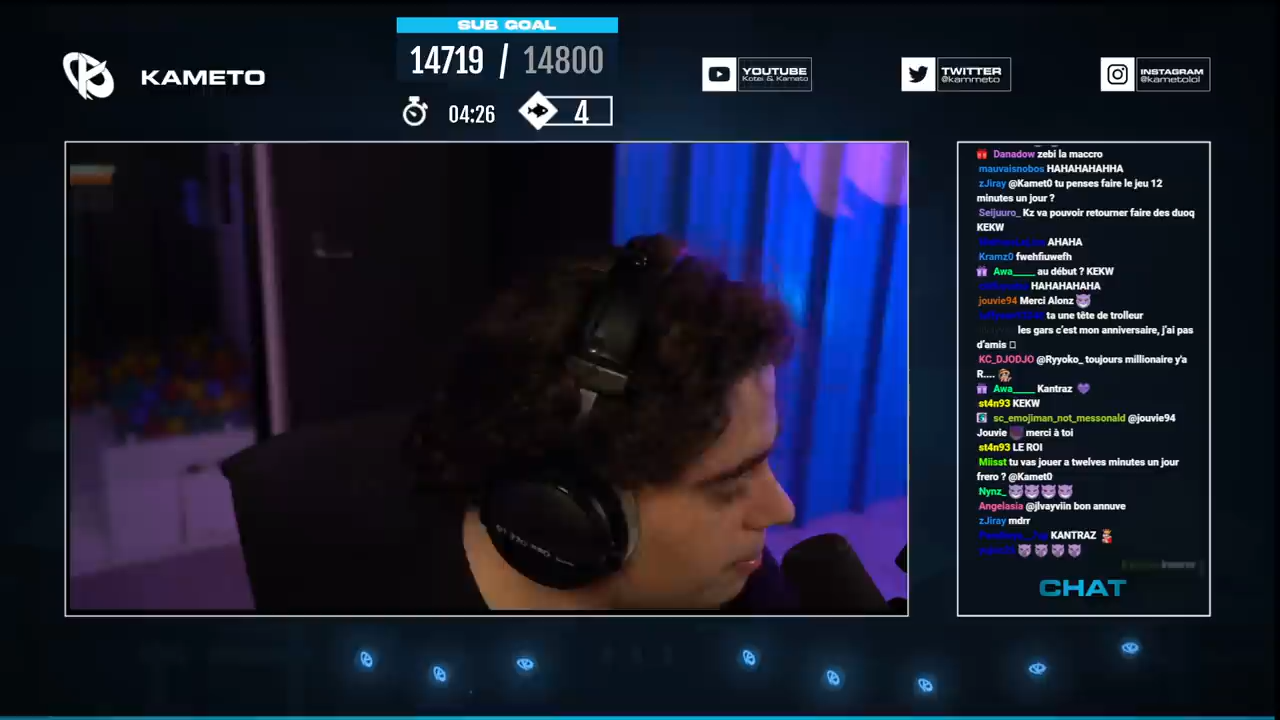 SUB GOAL
14719 / 14800
04:26
4
KAMETO
YOUTUBE
Kotei & Kameto
TWITTER
@kammeto
INSTAGRAM
@kametolol
Danadow zebi la maccro
mauvaisnobos HAHAHAHAHHA
zJiray @Kamet0 tu penses faire le jeu 12
minutes un jour ?
Seijuuro_ Kz va pouvoir retourner faire des duoq
KEKW
AHAHA
Kramz0 fwehfiuwefh
Awa____ au début ? KEKW
HAHAHAHAHA
jouvie94 Merci Alonz
ta une tête de trolleur
les gars c'est mon anniversaire, j'ai pas
d'amis
KC_DJODJO @Ryyoko_ toujours millionaire y'a
R....
Awa____ Kantraz
st4n93 KEKW
sc_emojiman_not_messonald @jouvie94
Jouvie merci à toi
st4n93 LE ROI
Miisst tu vas jouer a twelves minutes un jour
frero ? @Kamet0
Nynz_
Angelasia @jlvayviin bon annuve
zJiray mdrr
KANTRAZ
CHAT